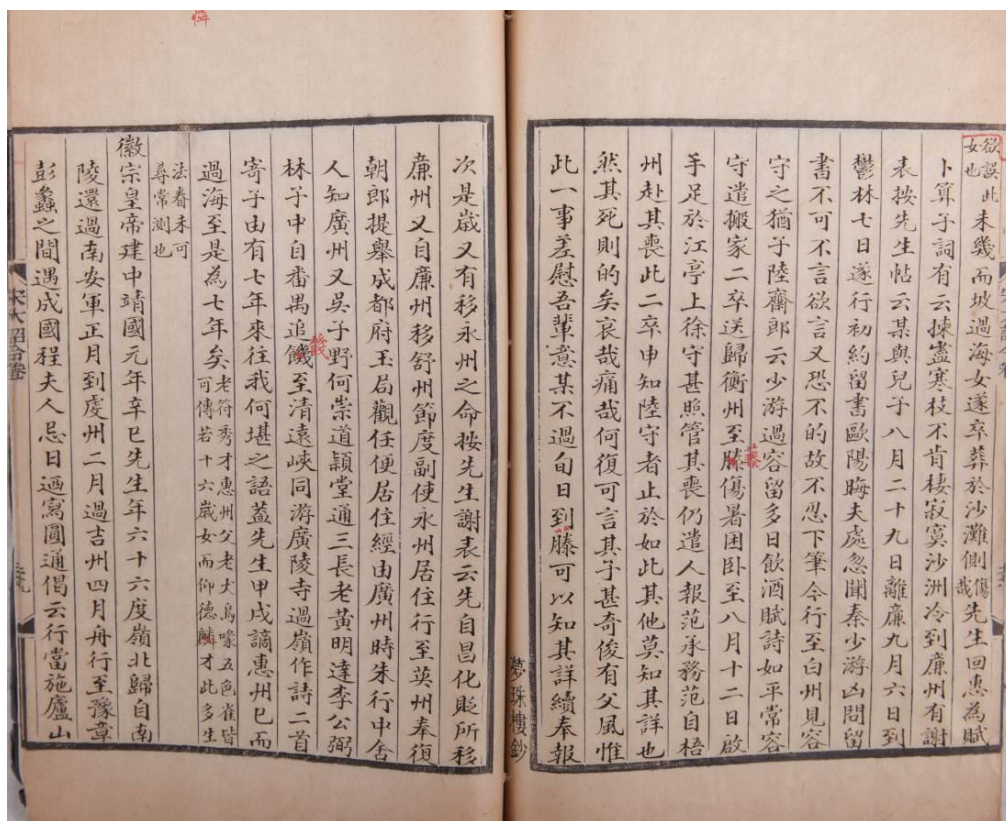 欲誤此
女也
未幾而坡過海女遂卒葬於沙灘側
傷哉
先生回惠為賦
卜算子詞有云揀盡寒枝不肯棲寂寞沙洲冷到廉州有謝
表按先生帖云某與兒子八月二十九日離廉九月六日到
鬱林七日遂行初約留書歐陽晦夫處忽聞秦少游凶問留
書不可不言欲言又恐不的故不忍下筆今行至白州見容
守之猶子陸齋郎云少游過容留多日飲酒賦詩如平常容
守遣搬家二卒送歸衡州至滕傷暑困卧至八月十二日啟
手足於江亭上徐守甚照管其喪仍遣人報范承務范自梧
州赴其喪此二卒申知陸守者止於如此其他莫知其詳也
然其死則的矣哀哉痛哉何復可言其子甚奇俊有父風惟
此一事差慰吾輩意某不過旬日到藤可以知其詳續奉報
夢珠樓鈔
次是歲又有移永州之命按先生謝表云先自昌化貶所移
廉州又自廉州移舒州節度副使永州居住行至英州奉復
朝郎提舉成都府玉局觀任便居住經由廣州時朱行中舍
人知廣州又吳子野何崇道頴堂通三長老黃明達李公弼
林子中自番禺追餞至清遠峽同游廣陵寺過嶺作詩二首
寄子由有七年來往我何堪之語蓋先生甲戌謫惠州已而
過海至是為七年矣
老符秀才惠州父老犬烏喙五色雀皆
可傳若十六歲女而仰德麟才此多生
法眷未可
尋常測也
徽宗皇帝建中靖國元年辛巳先生年六十六度嶺北歸自南
陵還過南安軍正月到虔州二月過吉州四月舟行至豫章
彭蠡之間遇成國程夫人忌日迺寫圓通偈云行當施廬山